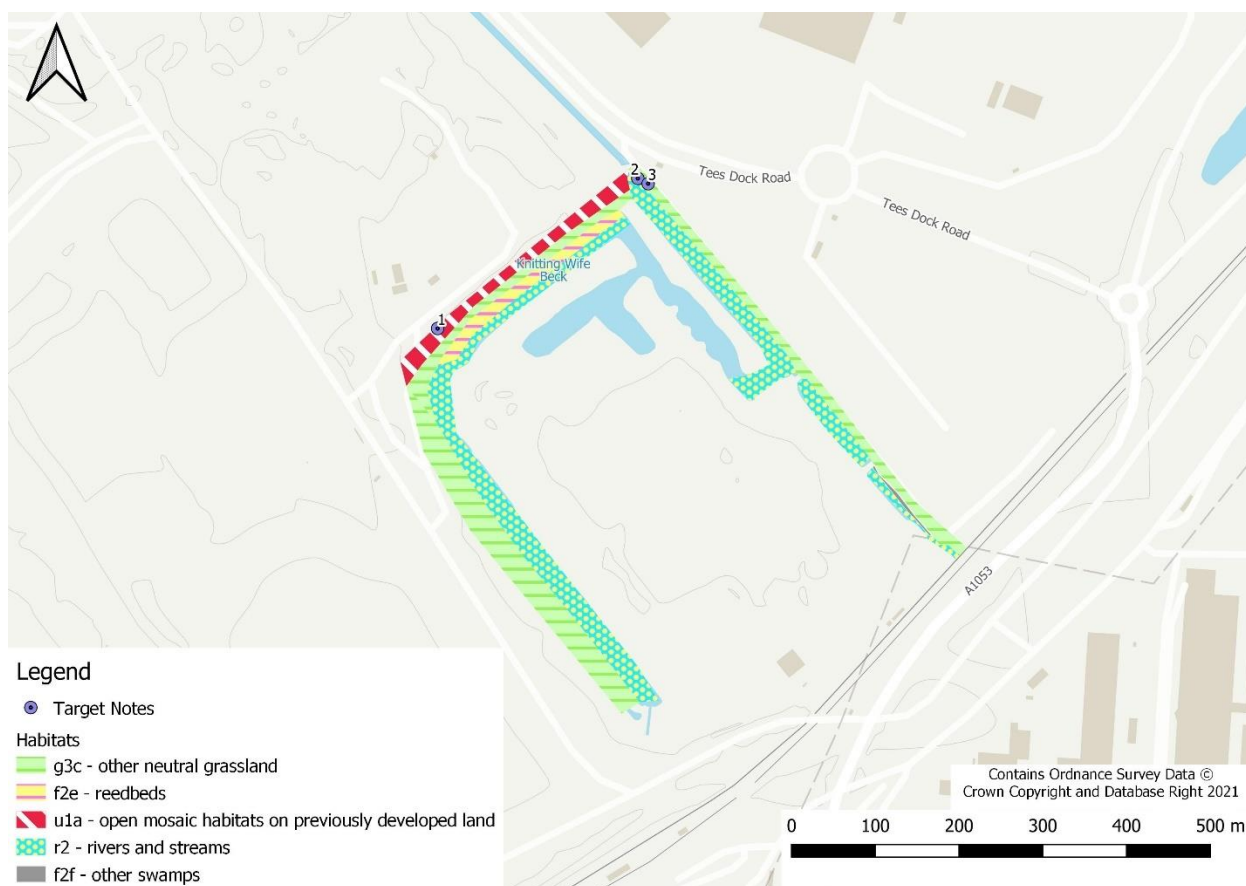 2 3
Tees Dock Road
Tees Dock Road
Knitting Wife
Beck
1
A1053
Legend
Target Notes
Habitats
g3c - other neutral grassland
f2e - reedbeds
u1a - open mosaic habitats on previously developed land
r2 - rivers and streams
f2f - other swamps
Contains Ordnance Survey Data ©
Crown Copyright and Database Right 2021
0 100 200 300 400 500 m